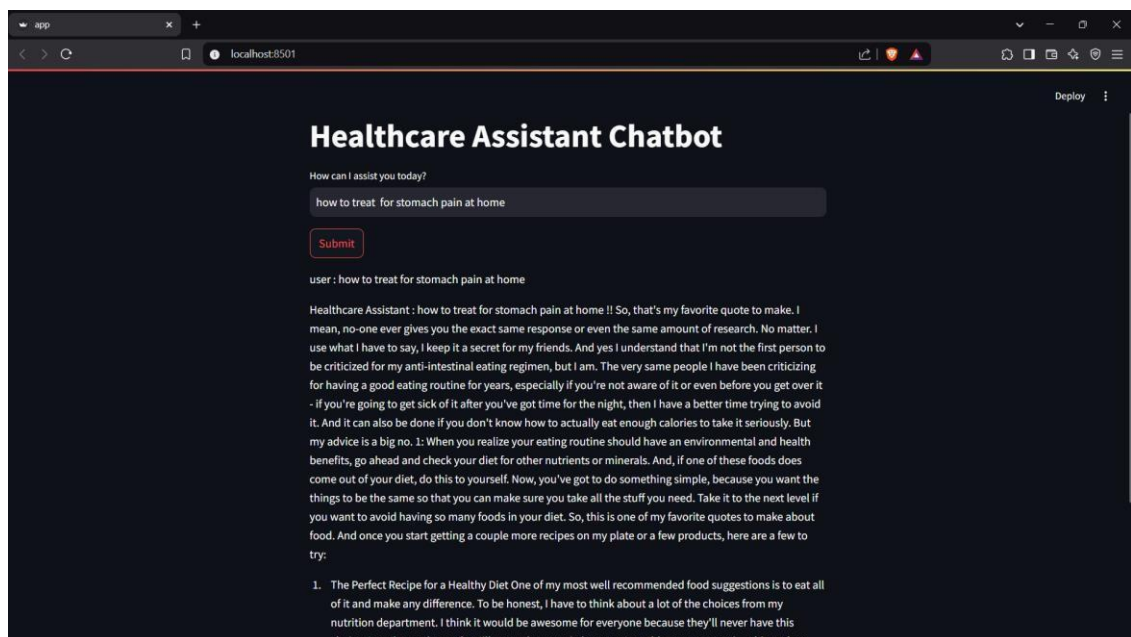 app
localhost:8501
Deploy
Healthcare Assistant Chatbot
How can I assist you today?
how to treat  for stomach pain at home
Submit
user : how to treat for stomach pain at home
Healthcare Assistant : how to treat for stomach pain at home !! So, that's my favorite quote to make. I
mean, no-one ever gives you the exact same response or even the same amount of research. No matter. I
use what I have to say, I keep it a secret for my friends. And yes I understand that I'm not the first person to
be criticized for my anti-intestinal eating regimen, but I am. The very same people I have been criticizing
for having a good eating routine for years, especially if you're not aware of it or even before you get over it
- if you're going to get sick of it after you've got time for the night, then I have a better time trying to avoid
it. And it can also be done if you don't know how to actually eat enough calories to take it seriously. But
my advice is a big no. 1: When you realize your eating routine should have an environmental and health
benefits, go ahead and check your diet for other nutrients or minerals. And, if one of these foods does
come out of your diet, do this to yourself. Now, you've got to do something simple, because you want the
things to be the same so that you can make sure you take all the stuff you need. Take it to the next level if
you want to avoid having so many foods in your diet. So, this is one of my favorite quotes to make about
food. And once you start getting a couple more recipes on my plate or a few products, here are a few to
try:
1. The Perfect Recipe for a Healthy Diet One of my most well recommended food suggestions is to eat all
of it and make any difference. To be honest, I have to think about a lot of the choices from my
nutrition department. I think it would be awesome for everyone because they'll never have this